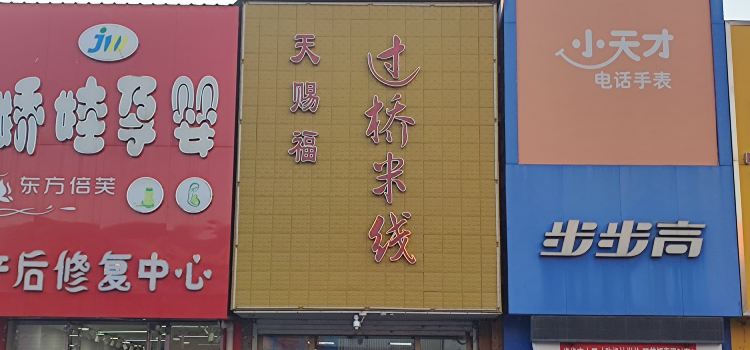 娇娃孕婴
东方倍芙
产后修复中心
天赐福
过桥米线
小天才
电话手表
步步高